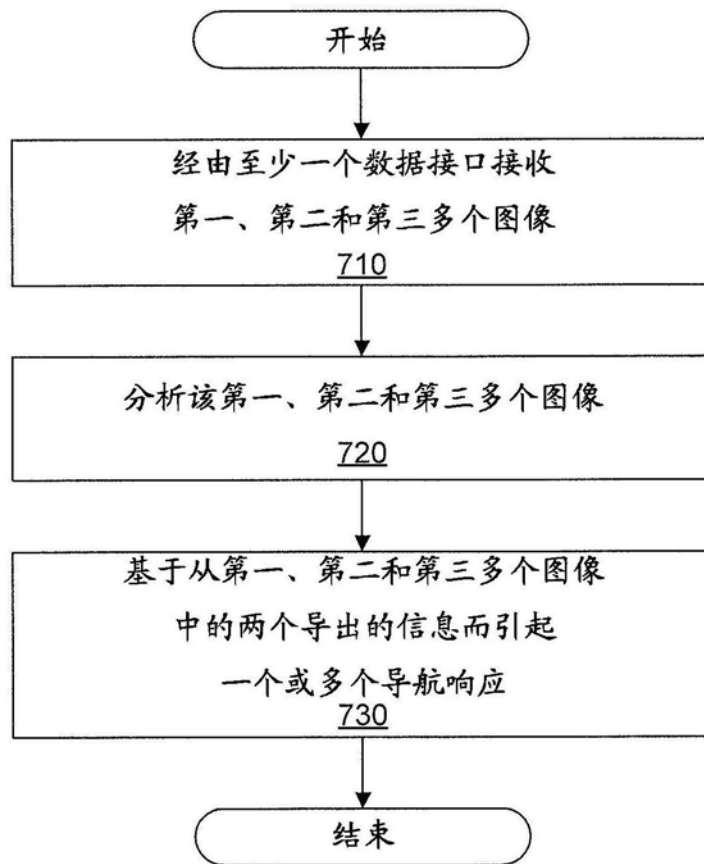 开始
经由至少一个数据接口接收
第一、第二和第三多个图像
710
分析该第一、第二和第三多个图像
720
基于从第一、第二和第三多个图像
中的两个导出的信息而引起
一个或多个导航响应
730
结束